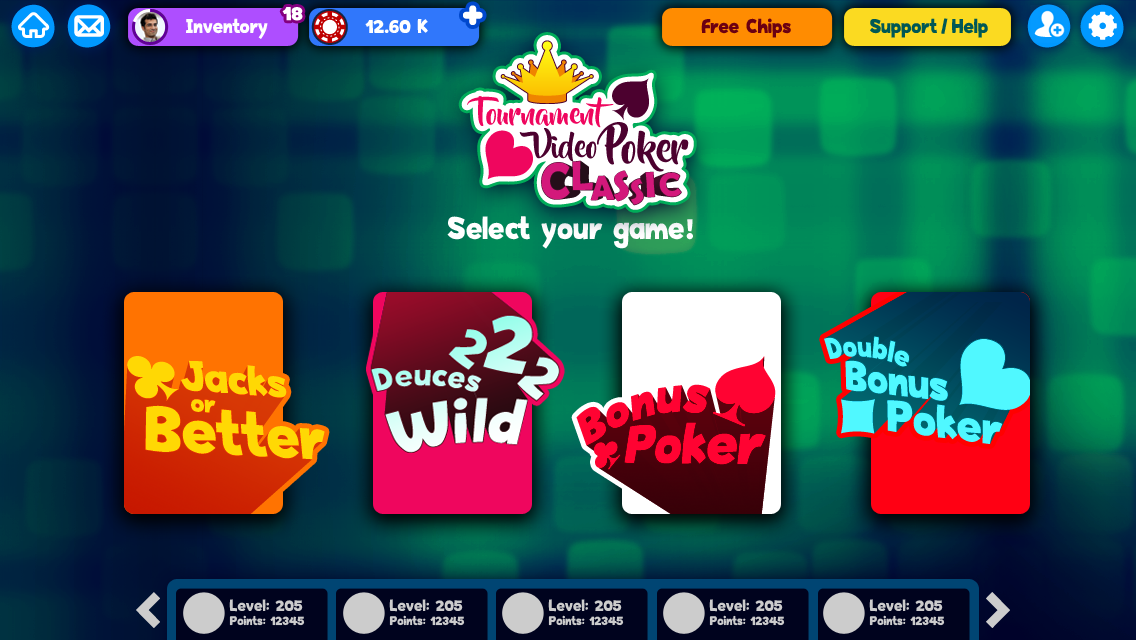 Inventory
18
12.60 K
Free Chips
Support / Help
Tournament
Video Poker
CLASSIC
Select your game!
Jacks
or
Better
222
Deuces
Wild
Bonus
Poker
Double
Bonus
Poker
Level: 205
Points: 12345
Level: 205
Points: 12345
Level: 205
Points: 12345
Level: 205
Points: 12345
Level: 205
Points: 12345